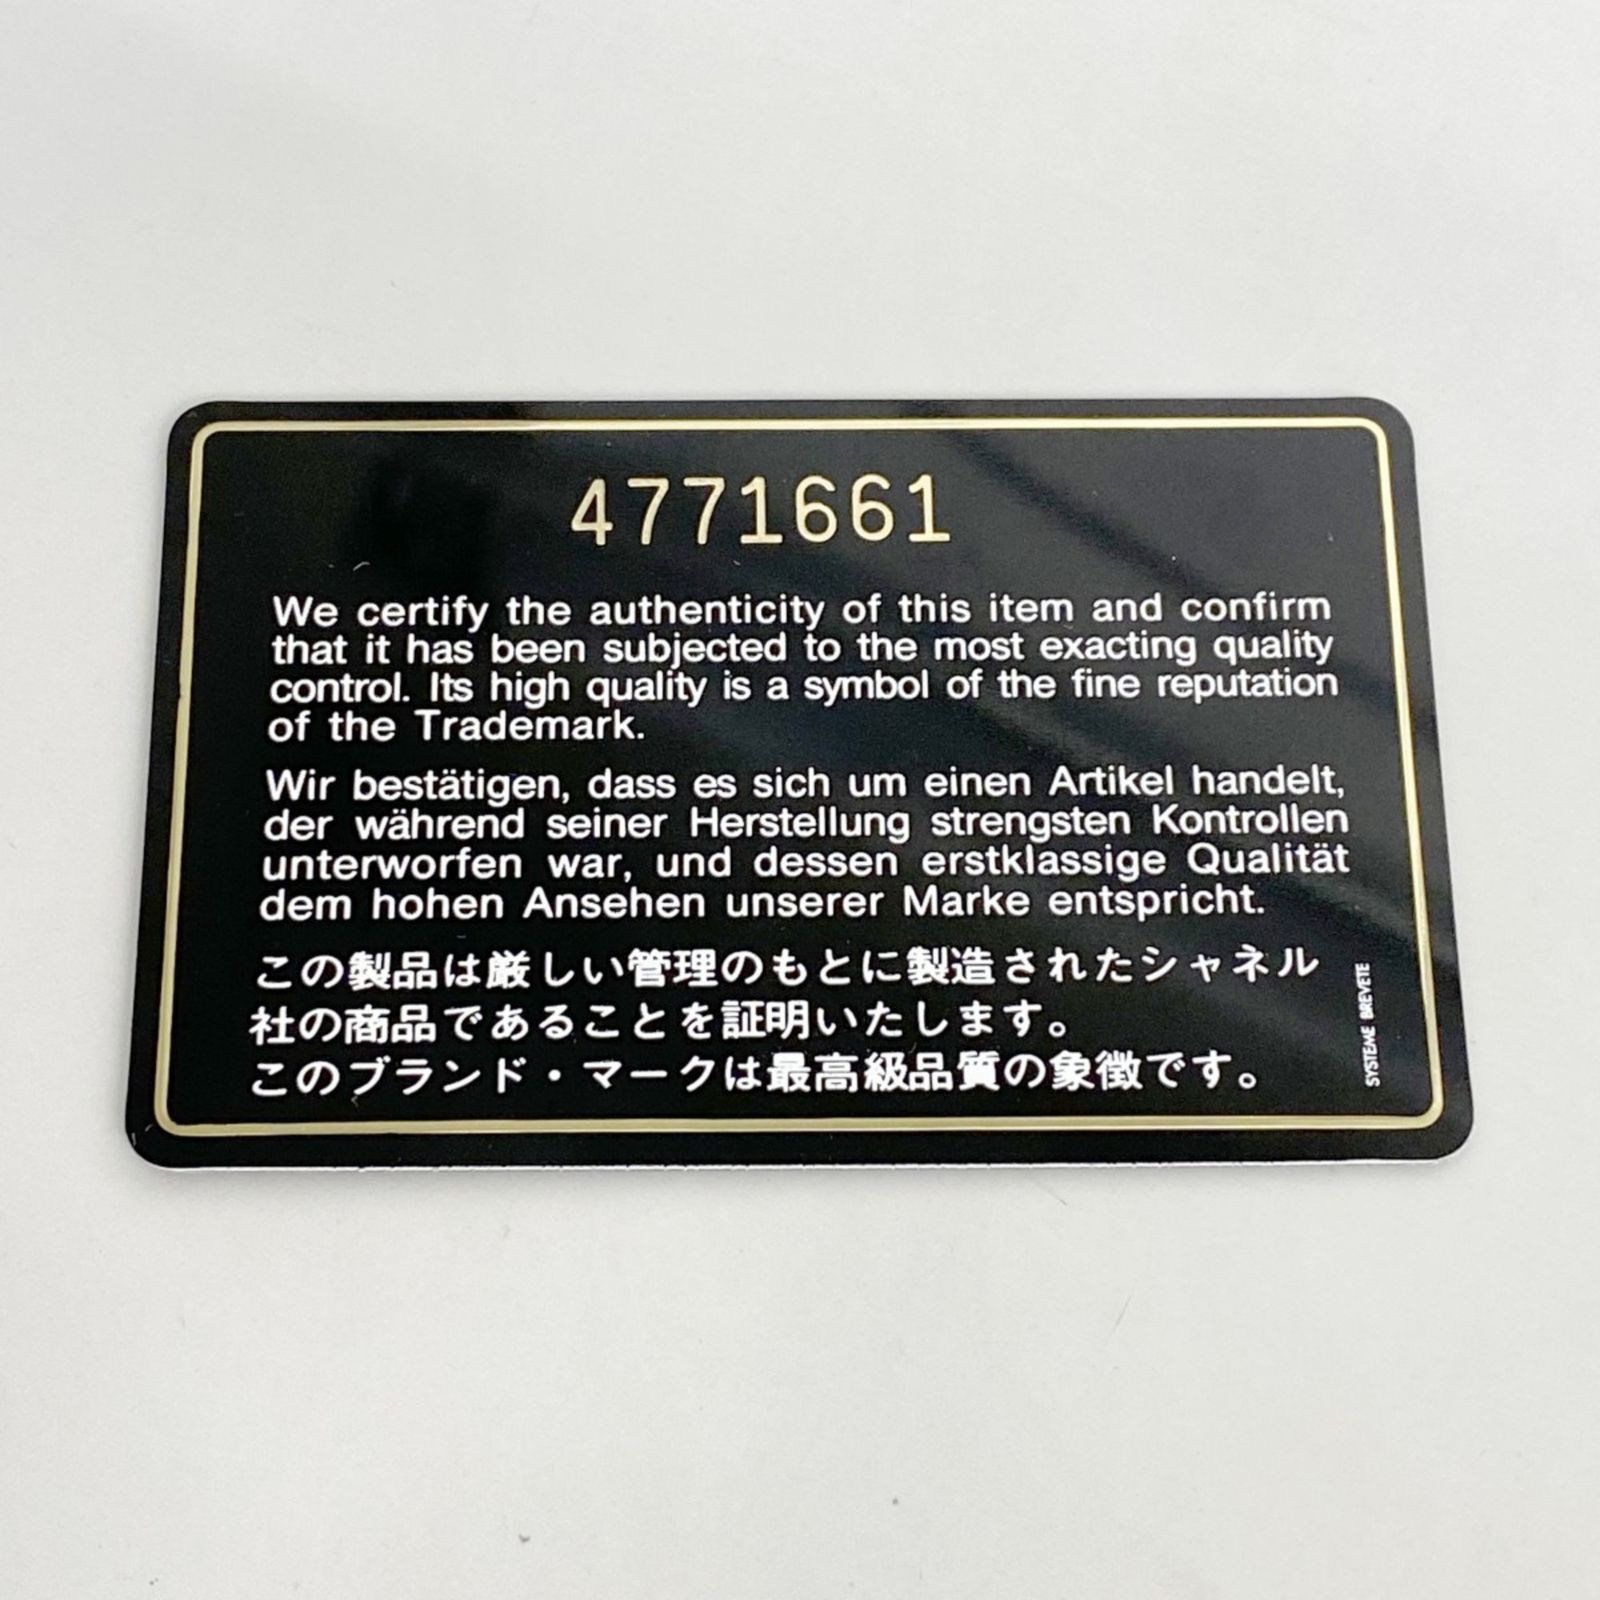 4771661
We certify the authenticity of this item and confirm
that it has been subjected to the most exacting quality
control. Its high quality is a symbol of the fine reputation
of the Trademark.
Wir bestätigen, dass es sich um einen Artikel handelt,
der während seiner Herstellung strengsten Kontrollen
unterworfen war, und dessen erstklassige Qualität
dem hohen Ansehen unserer Marke entspricht.
この製品は厳しい管理のもとに製造されたシャネル
社の商品であることを証明いたします。
このブランド・マークは最高級品質の象徴です。
SYSTEME BREVETE